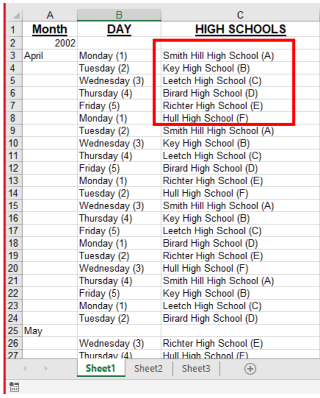 A B C
1 Month DAY HIGH SCHOOLS
2 2002
3 April Monday (1) Smith Hill High School (A)
4 Tuesday (2) Key High School (B)
5 Wednesday (3) Leetch High School (C)
6 Thursday (4) Birard High School (D)
7 Friday (5) Richter High School (E)
8 Monday (1) Hull High School (F)
9 Tuesday (2) Smith Hill High School (A)
10 Wednesday (3) Key High School (B)
11 Thursday (4) Leetch High School (C)
12 Friday (5) Birard High School (D)
13 Monday (1) Richter High School (E)
14 Tuesday (2) Hull High School (F)
15 Wednesday (3) Smith Hill High School (A)
16 Thursday (4) Key High School (B)
17 Friday (5) Leetch High School (C)
18 Monday (1) Birard High School (D)
19 Tuesday (2) Richter High School (E)
20 Wednesday (3) Hull High School (F)
21 Thursday (4) Smith Hill High School (A)
22 Friday (5) Key High School (B)
23 Monday (1) Leetch High School (C)
24 Tuesday (2) Birard High School (D)
25 May
26 Wednesday (3) Richter High School (E)
27 Thursday (4) Hull High School (F)
Sheet1 Sheet2 Sheet3